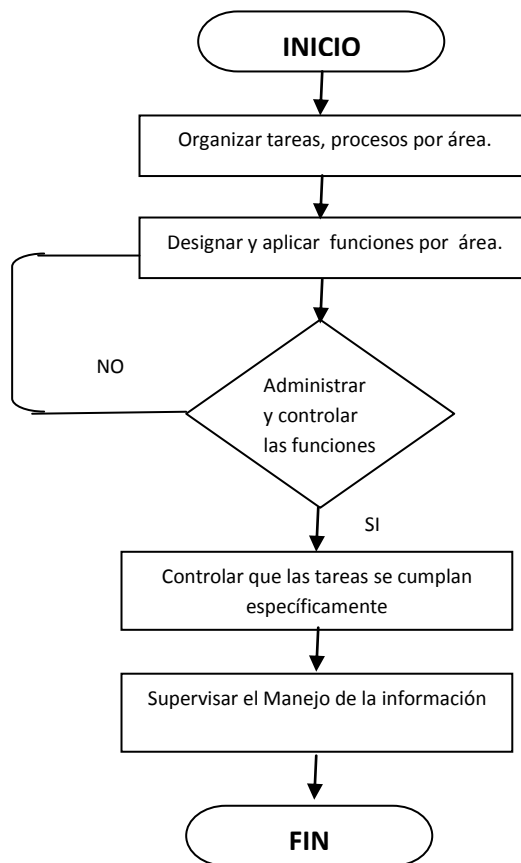 INICIO
Organizar tareas, procesos por área.
Designar y aplicar  funciones por  área.
NO
Administrar
y controlar
las funciones
SI
Controlar que las tareas se cumplan
específicamente
Supervisar el Manejo de la información
FIN